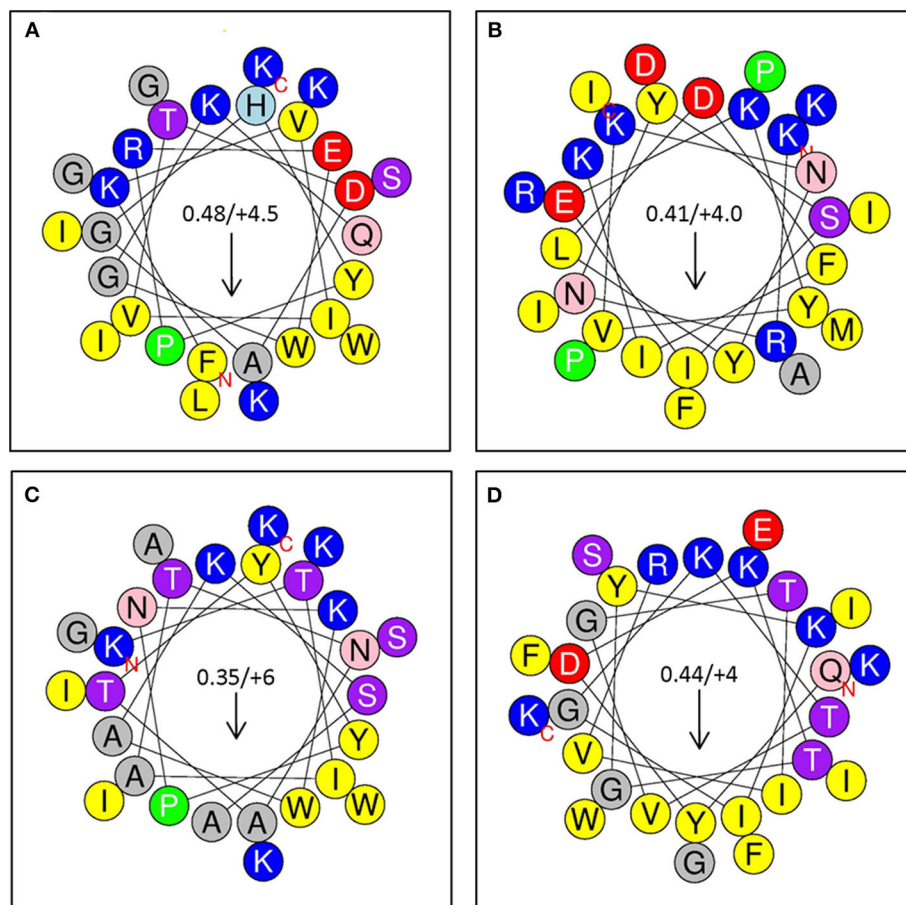 A
K C
G K
T K H V
R E
G K D S
I G 0.48/+4.5 Q
G Y
I V I
P F N A W W
L K
B
D P
I C Y D K K
K K N
K N
R E 0.41/+4.0 S I
L F
I N Y M
V R
P I I Y A
F
C
K C
A K
T K Y T
N K
G K N N S
I T 0.35/+6 S
A Y
I A I
P A A W W
K
D
E
S Y R K K
T
G K I
F D Q N K
K C G 0.44/+4 T
V T I
W G I
V Y I
G F